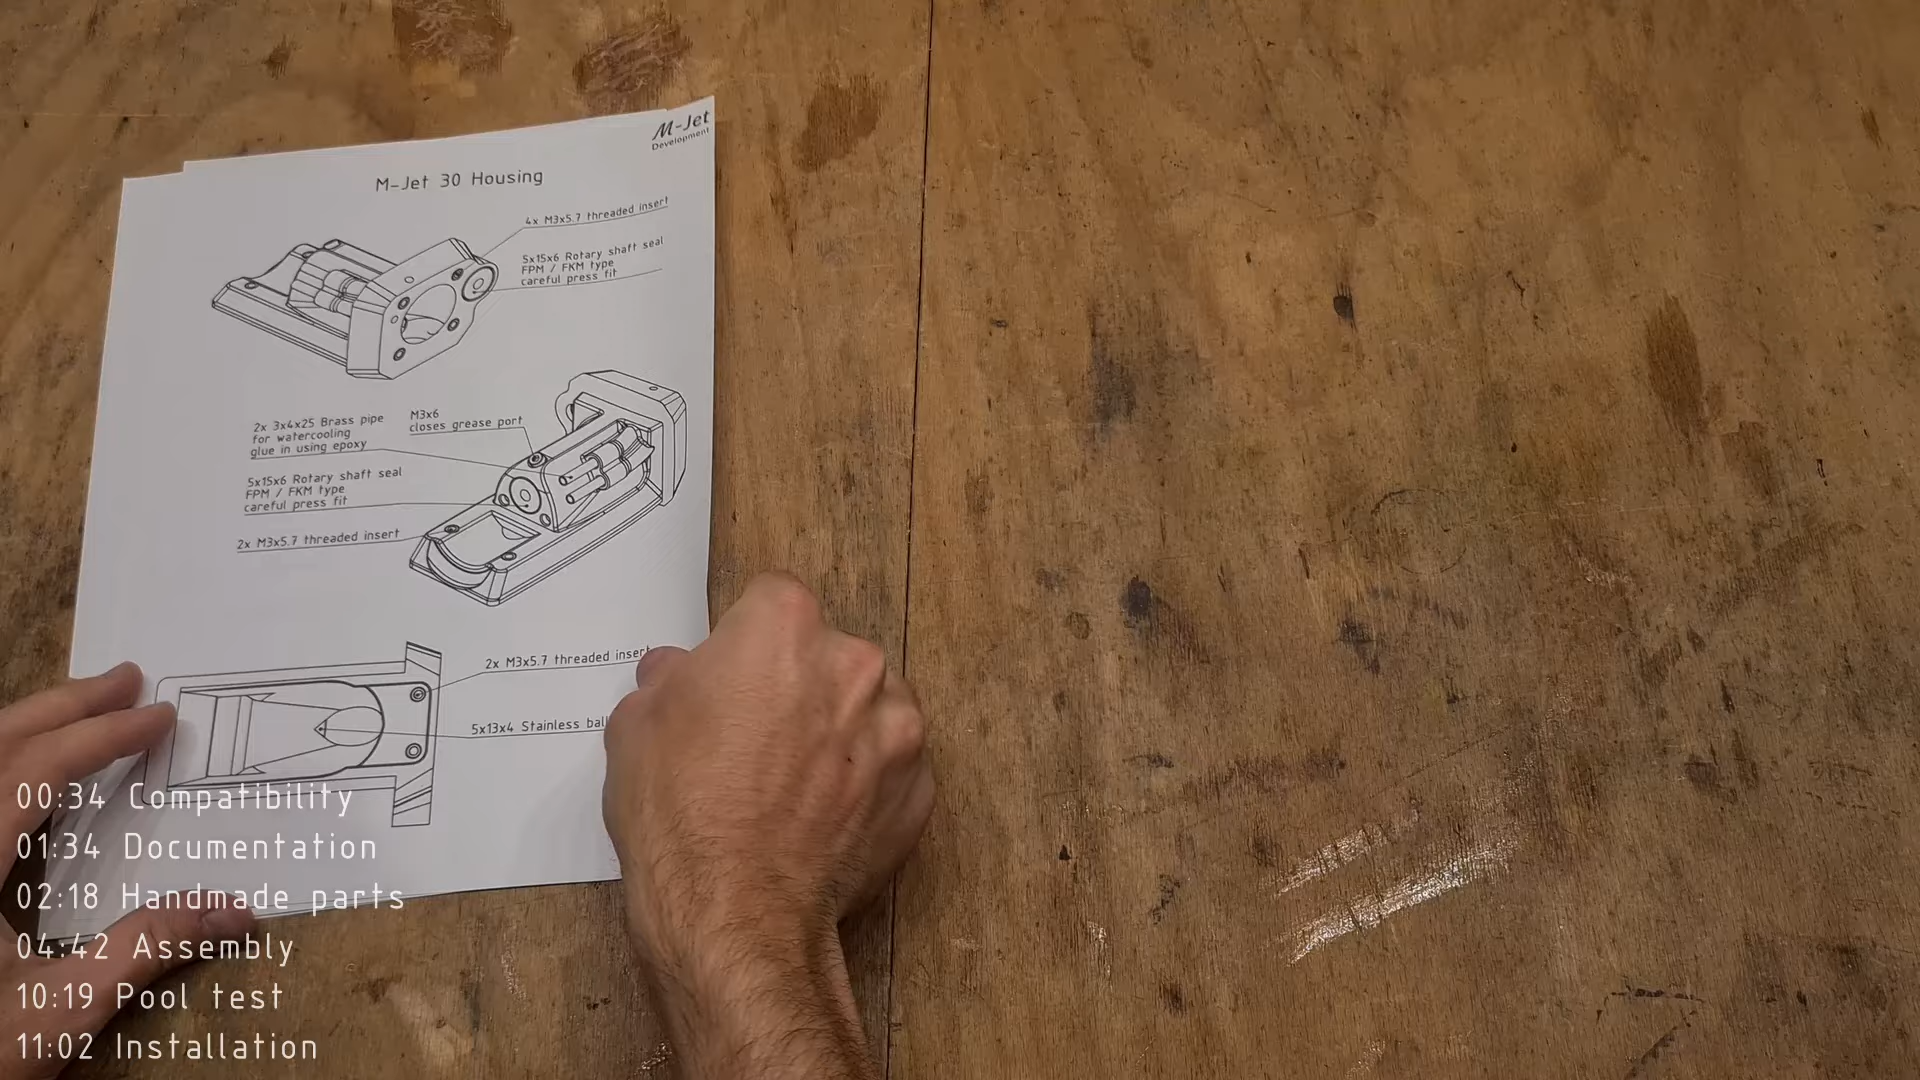 M-Jet
Development
M-Jet 30 Housing
4x M3x5.7 threaded insert
5x15x6 Rotary shaft seal
FPM / FKM type
careful press fit
2x 3x4x25 Brass pipe
for watercooling
glue in using epoxy
M3x6
closes grease port
5x15x6 Rotary shaft seal
FPM / FKM type
careful press fit
2x M3x5.7 threaded insert
2x M3x5.7 threaded insert
5x13x4 Stainless ball
00:34 Compatibility
01:34 Documentation
02:18 Handmade parts
04:42 Assembly
10:19 Pool test
11:02 Installation